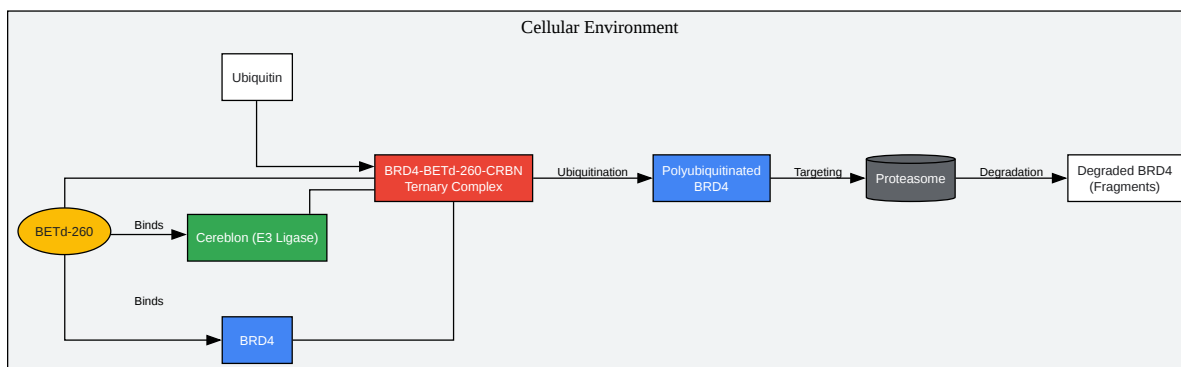 Cellular Environment
Ubiquitin
BRD4-BETd-260-CRBN
Ternary Complex
Ubiquitination
Polyubiquitinated
BRD4
Targeting
Proteasome
Degradation
Degraded BRD4
(Fragments)
BETd-260
Binds
Cereblon (E3 Ligase)
Binds
BRD4